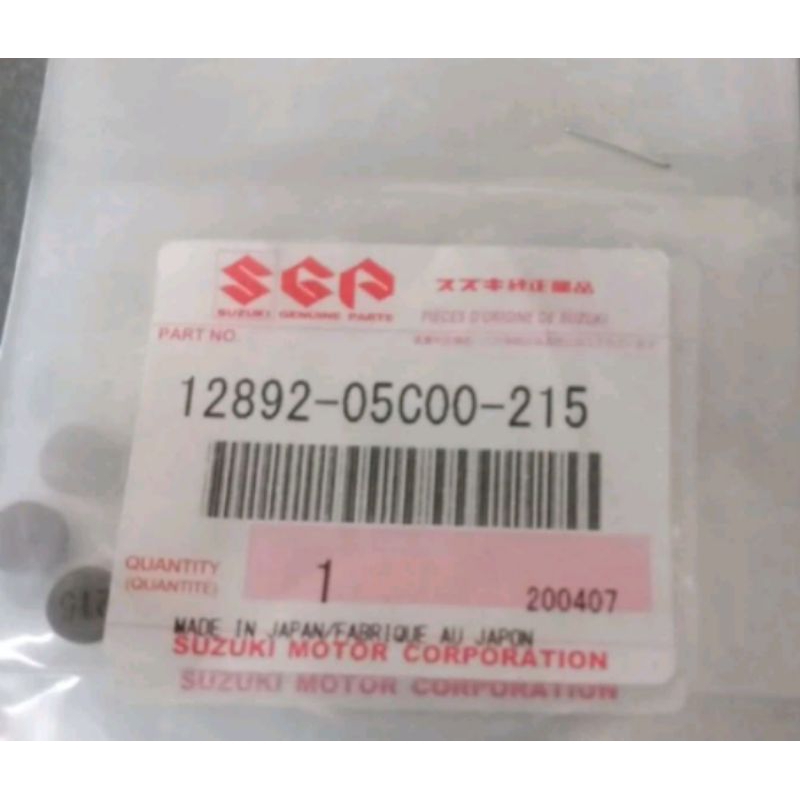 SGP
スズキ純正部品
SUZUKI GENUINE PARTS
PIECES D'ORIGINE DE SUZUKI
PART NO.
12892-05C00-215
QUANTITY
(QUANTITE)
1
200407
215
MADE IN JAPAN/FABRIQUE AU JAPON
SUZUKI MOTOR CORPORATION
SUZUKI MOTOR CORPORATION